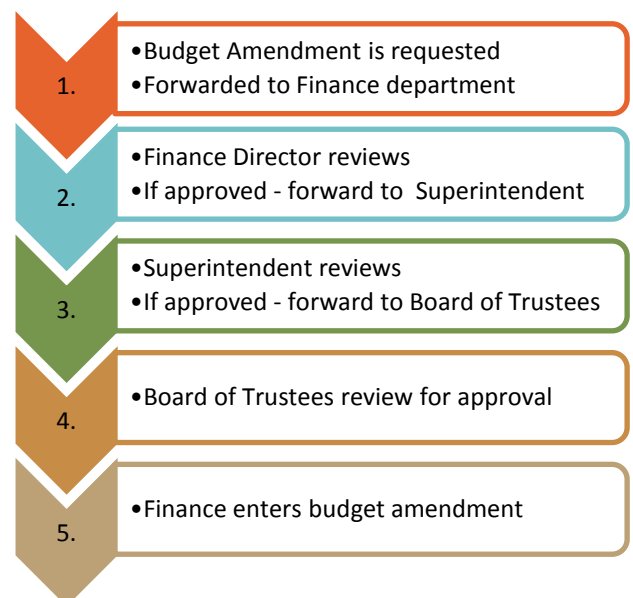 1.
•Budget Amendment is requested
•Forwarded to Finance department
2.
•Finance Director reviews
•If approved - forward to  Superintendent
3.
•Superintendent reviews
•If approved - forward to Board of Trustees
4.
•Board of Trustees review for approval
5.
•Finance enters budget amendment